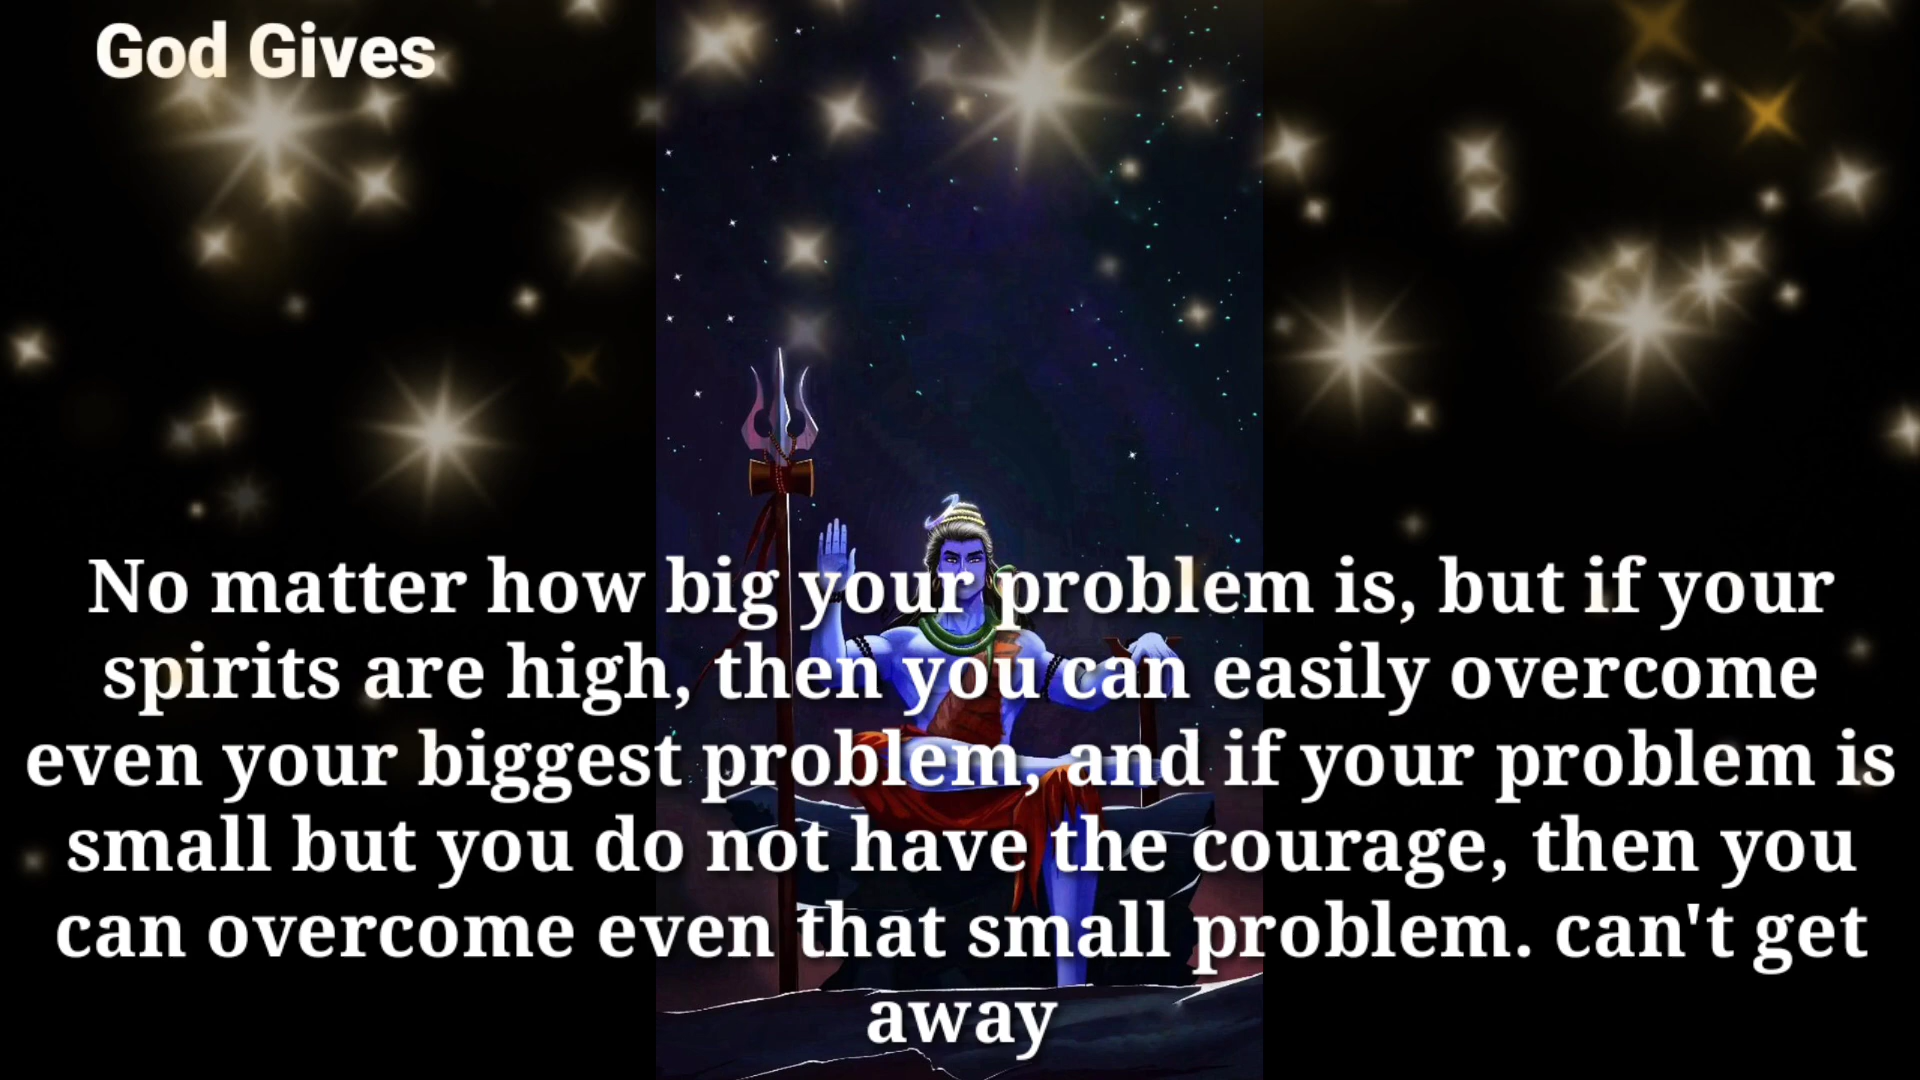 God Gives
No matter how big your problem is, but if your
spirits are high, then you can easily overcome
even your biggest problem, and if your problem is
small but you do not have the courage, then you
can overcome even that small problem. can't get
away